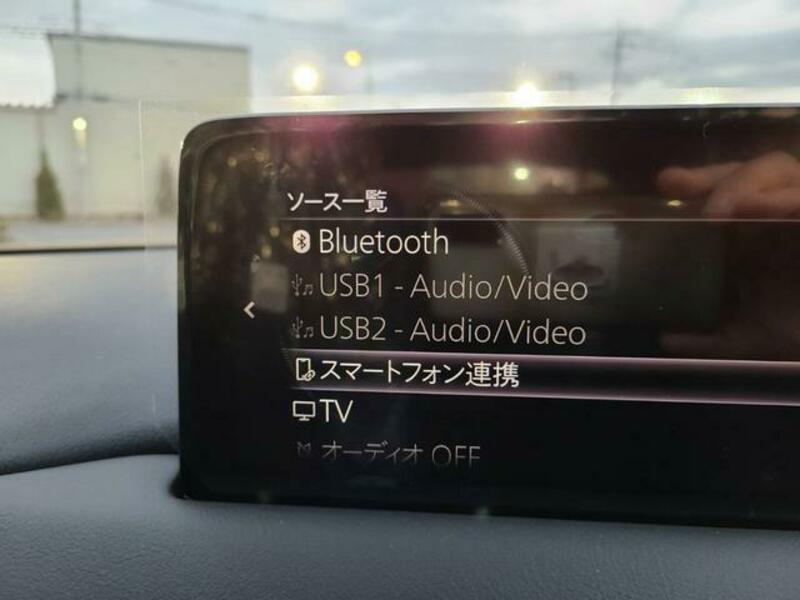 ソース一覧
Bluetooth
USB1 - Audio/Video
USB2 - Audio/Video
スマートフォン連携
TV
オーディオ OFF